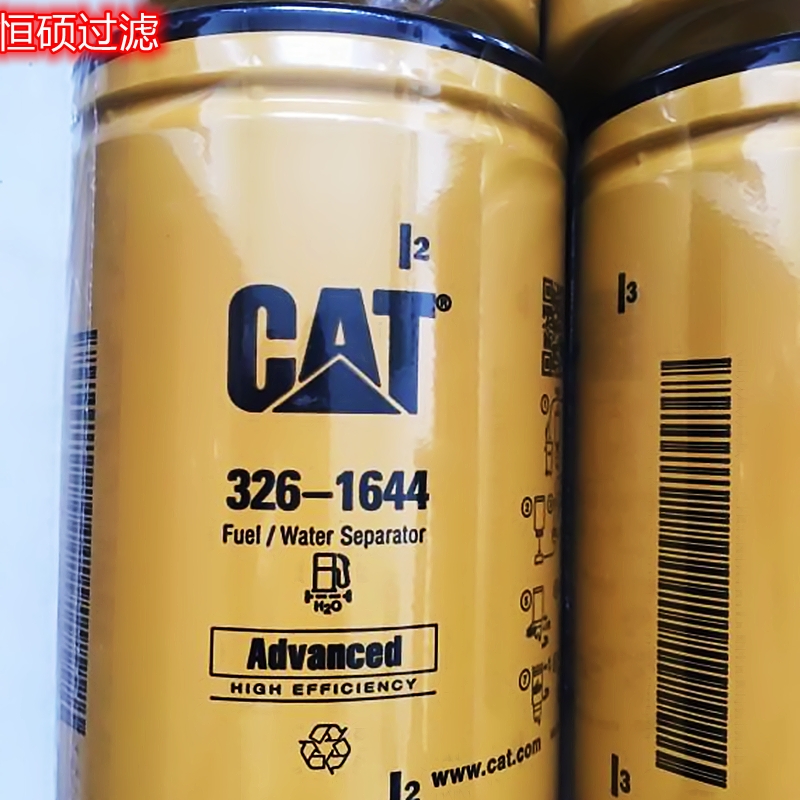 恒硕过滤
2
CAT®
3
326-1644
Fuel / Water Separator
H₂O
Advanced
HIGH EFFICIENCY
www.cat.com
2
3